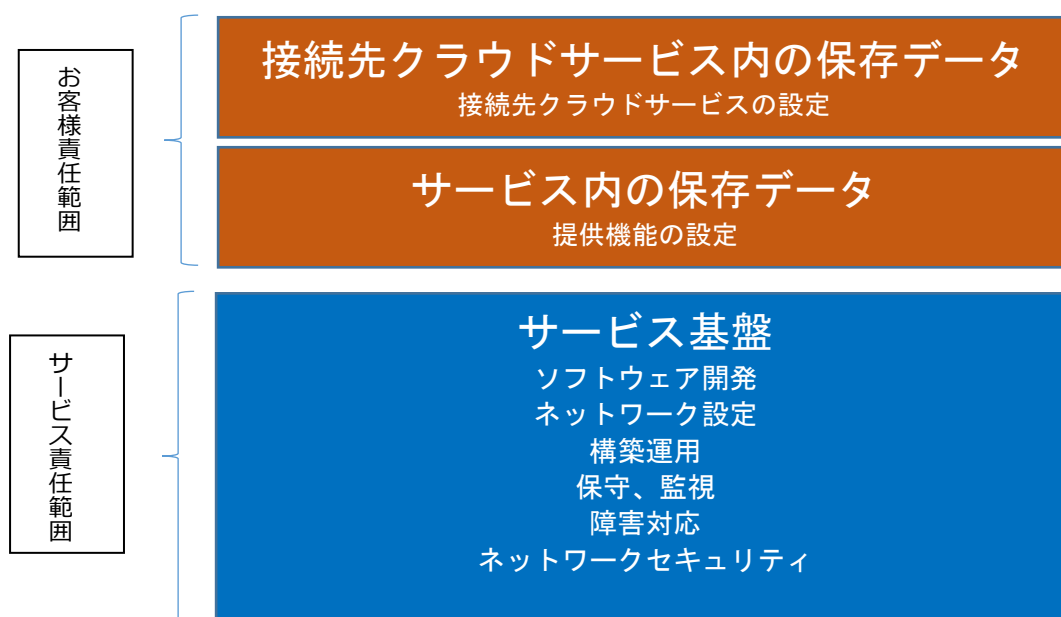 お客様責任範囲
接続先クラウドサービス内の保存データ
接続先クラウドサービスの設定
サービス内の保存データ
提供機能の設定
サービス責任範囲
サービス基盤
ソフトウェア開発
ネットワーク設定
構築運用
保守、監視
障害対応
ネットワークセキュリティ